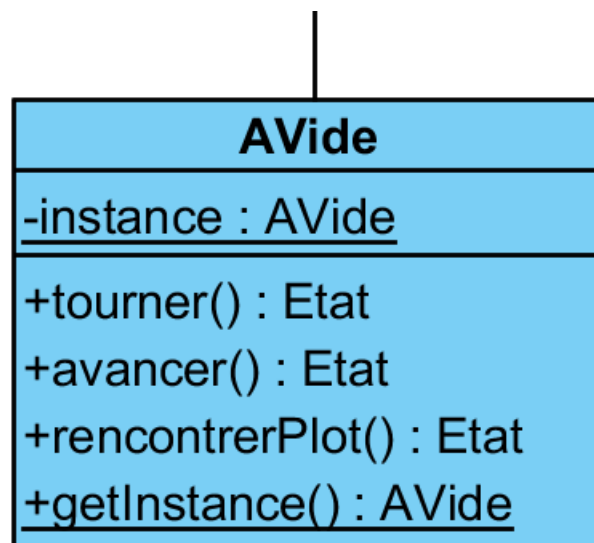 AVide
-instance : AVide
+tourner() : Etat
+avancer() : Etat
+rencontrerPlot() : Etat
+getInstance() : AVide